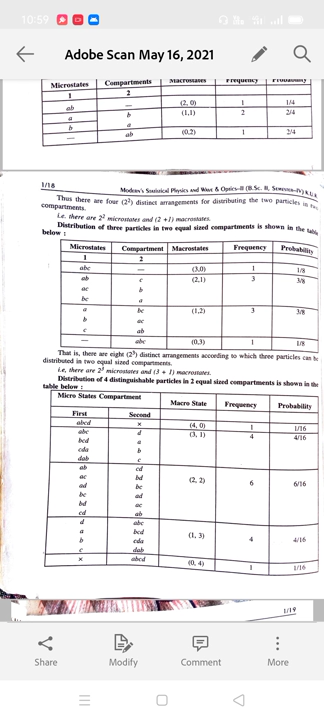 10:59
Adobe Scan May 16, 2021
Microstates Compartments Macrostates Frequency Probability
1 2
ab — (2, 0) 1 1/4
a b (1,1) 2 2/4
b a
— ab (0,2) 1 2/4
1/18 MODERN'S STATISTICAL PHYSICS AND WAVE & OPTICS–II (B.SC. II, SEMESTER–IV) K.U.K
Thus there are four (2²) distinct arrangements for distributing the two particles in two
compartments.
i.e. there are 2² microstates and (2 +1) macrostates.
Distribution of three particles in two equal sized compartments is shown in the table
below :
Microstates Compartment Macrostates Frequency Probability
1 2
abc — (3,0) 1 1/8
ab c (2,1) 3 3/8
ac b
bc a
a bc (1,2) 3 3/8
b ac
c ab
— abc (0,3) 1 1/8
That is, there are eight (2³) distinct arrangements according to which three particles can be
distributed in two equal sized compartments.
i.e, there are 2³ microstates and (3 + 1) macrostates.
Distribution of 4 distinguishable particles in 2 equal sized compartments is shown in the
table below :
Micro States Compartment Macro State Frequency Probability
First Second
abcd × (4, 0) 1 1/16
abc d (3, 1) 4 4/16
bcd a
cda b
dab c
ab cd
ac bd
ad bc (2, 2) 6 6/16
bc ad
bd ac
cd ab
d abc
a bcd (1, 3) 4 4/16
b cda
c dab
× abcd (0, 4) 1 1/16
1/19
Share Modify Comment More